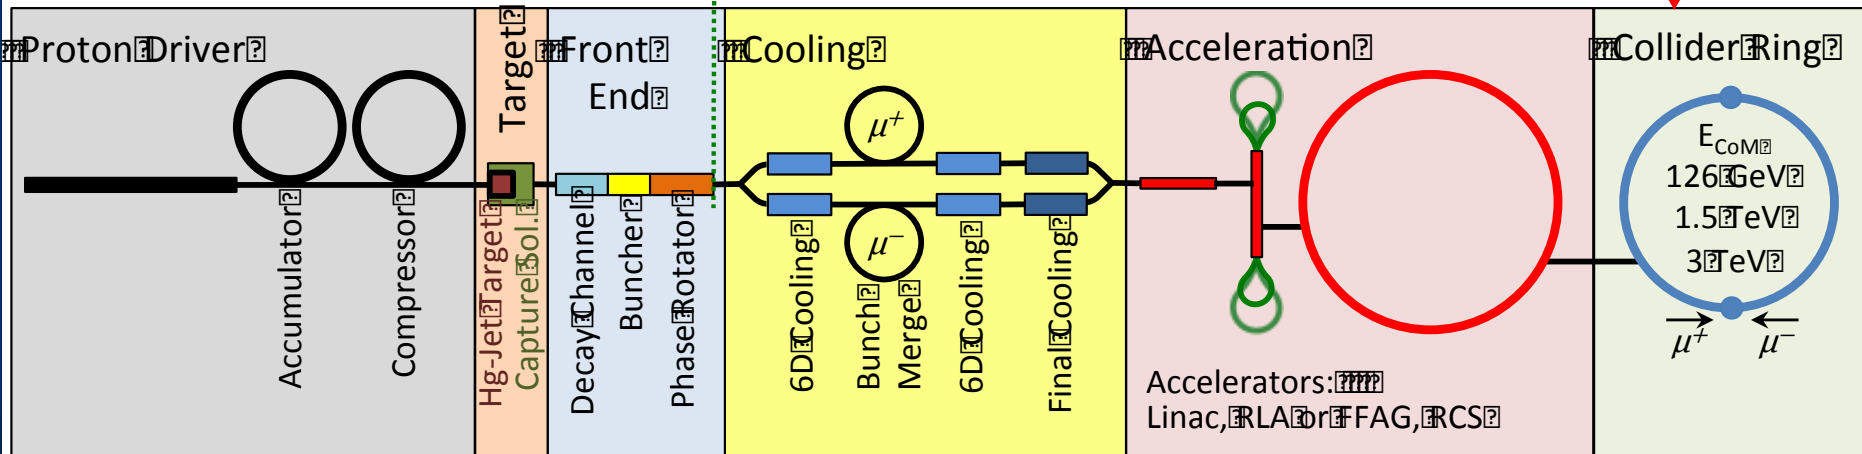 Proton Driver
Accumulator
Compressor
Target
Hg-Jet Target
Capture Sol.
Front
End
Decay Channel
Buncher
Phase Rotator
Cooling
μ+
μ−
6D Cooling
Bunch
Merge
6D Cooling
Final Cooling
Acceleration
Accelerators:
Linac, RLA or FFAG, RCS
Collider Ring
ECoM
126 GeV
1.5 TeV
3 TeV
μ+ μ−